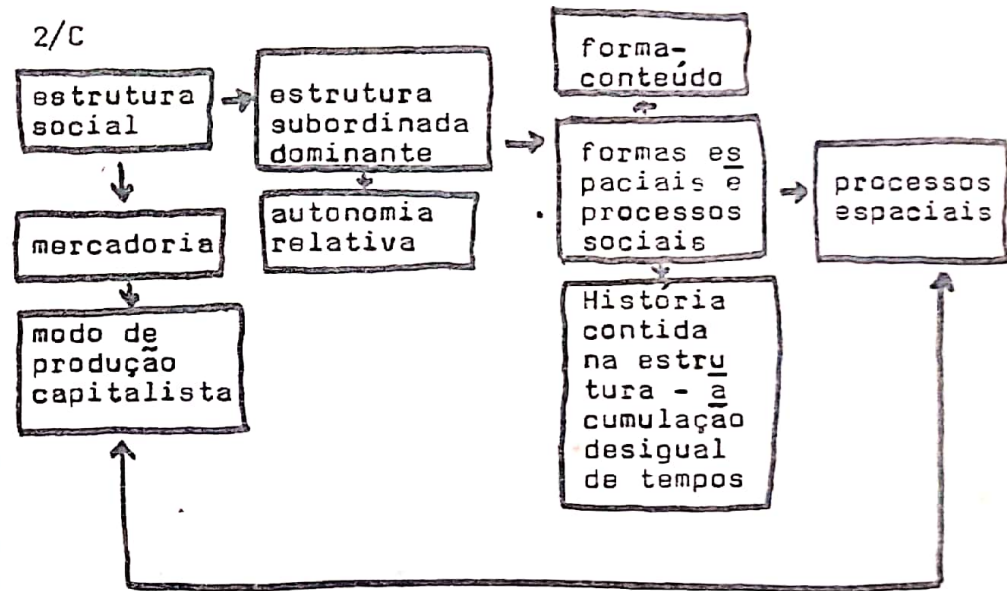 2/C
estrutura
social
mercadoria
modo de
produção
capitalista
estrutura
subordinada
dominante
autonomia
relativa
forma-
conteúdo
formas es
paciais e
processos
sociais
História
contida
na estru
tura - a
cumulação
desigual
de tempos
processos
espaciais